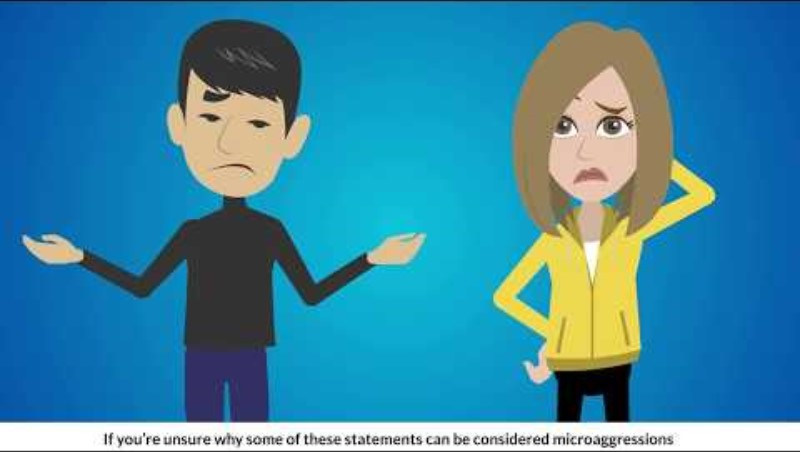 If you're unsure why some of these statements can be considered microaggressions